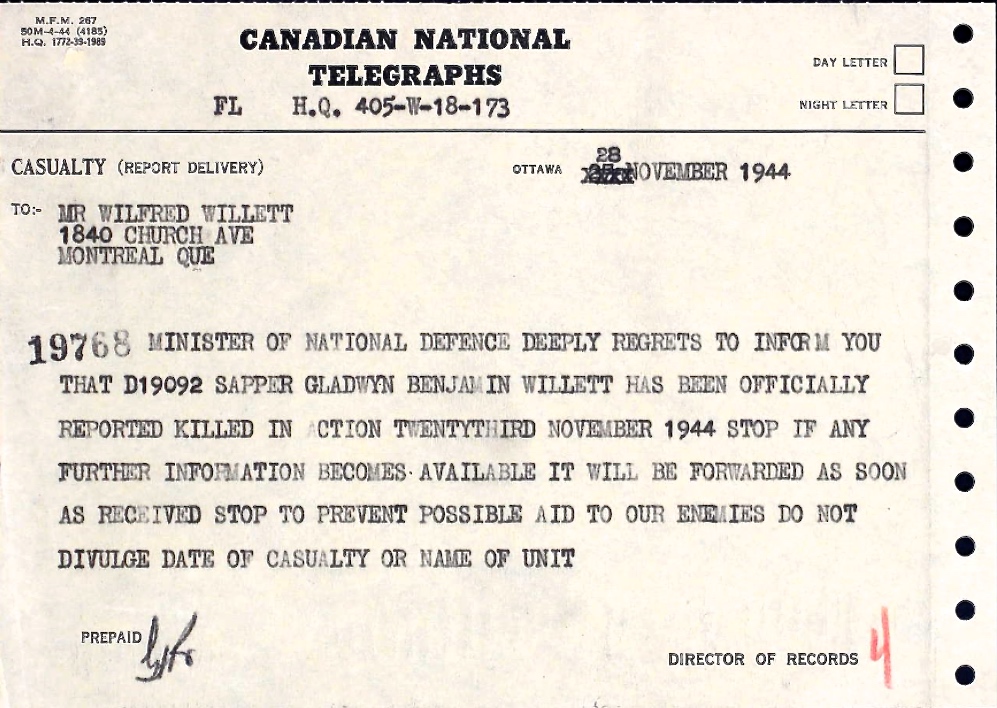 M.F.M. 267
50M-4-44 (4185)
H.Q. 1772-39-1989
CANADIAN NATIONAL
TELEGRAPHS
FL H.Q. 405-W-18-173
DAY LETTER
NIGHT LETTER
CASUALTY (REPORT DELIVERY)
28
OTTAWA NOVEMBER 1944
TO:- MR WILFRED WILLETT
1840 CHURCH AVE
MONTREAL QUE
19768 MINISTER OF NATIONAL DEFENCE DEEPLY REGRETS TO INFORM YOU
THAT D19092 SAPPER GLADWYN BENJAMIN WILLETT HAS BEEN OFFICIALLY
REPORTED KILLED IN ACTION TWENTYTHIRD NOVEMBER 1944 STOP IF ANY
FURTHER INFORMATION BECOMES AVAILABLE IT WILL BE FORWARDED AS SOON
AS RECEIVED STOP TO PREVENT POSSIBLE AID TO OUR ENEMIES DO NOT
DIVULGE DATE OF CASUALTY OR NAME OF UNIT
PREPAID
DIRECTOR OF RECORDS 4